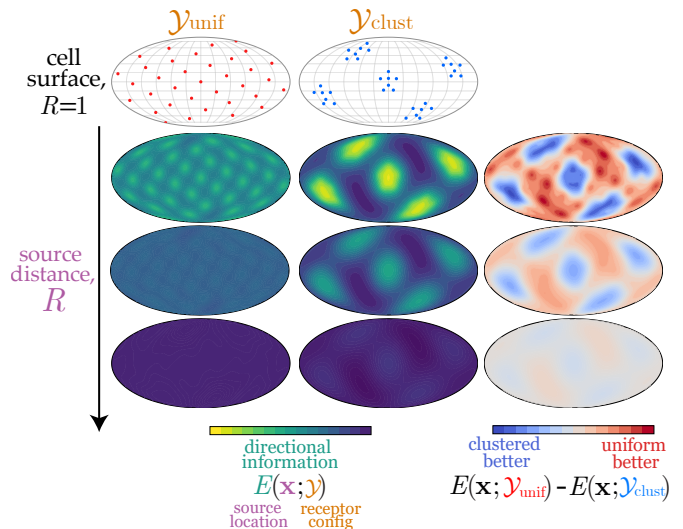 𝒴unif 𝒴clust
cell
surface,
R=1
source
distance,
R
directional
information
E(x;𝒴)
source
location
receptor
config
clustered
better
uniform
better
E(x;𝒴unif) – E(x;𝒴clust)